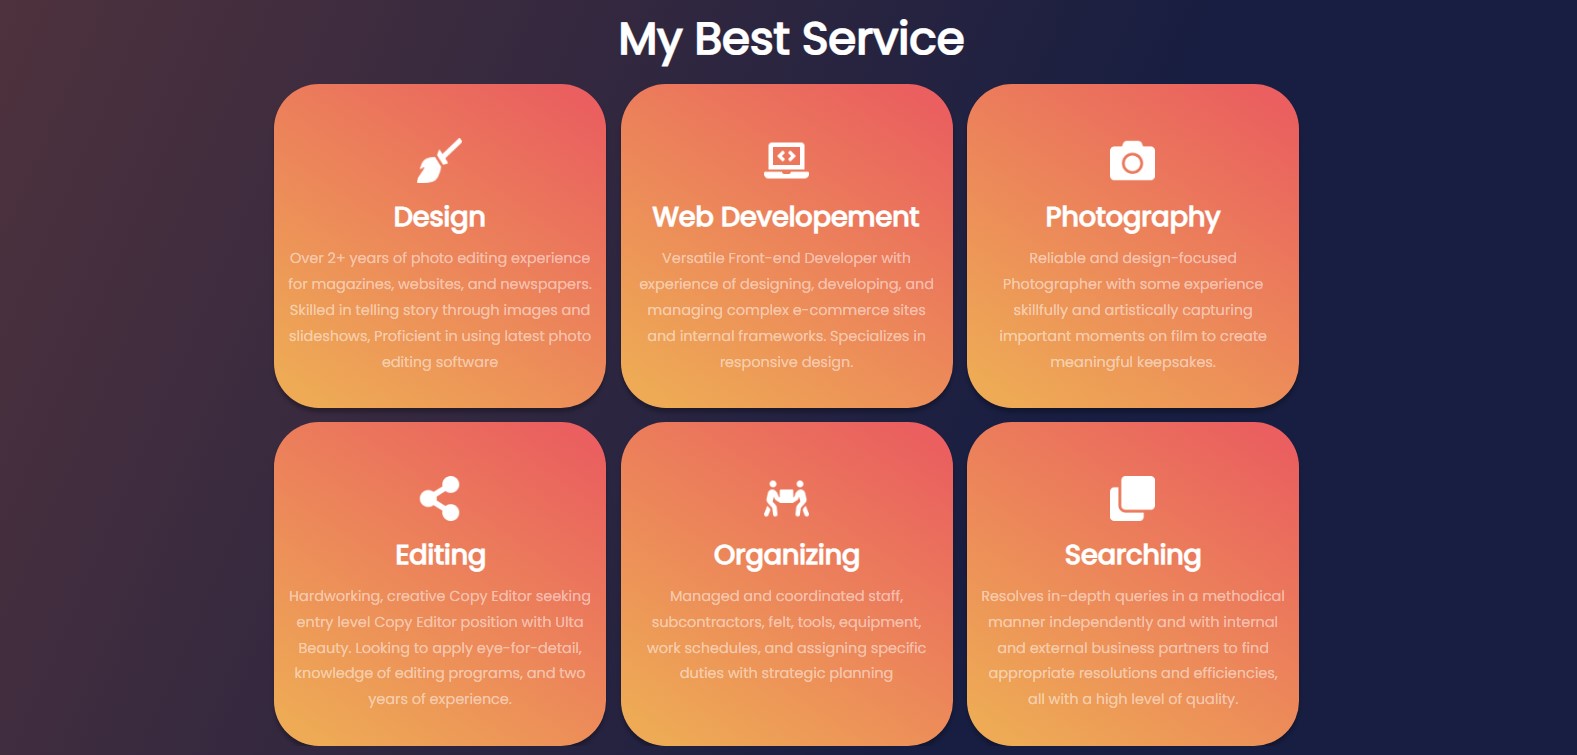 My Best Service
Design
Over 2+ years of photo editing experience
for magazines, websites, and newspapers.
Skilled in telling story through images and
slideshows, Proficient in using latest photo
editing software
Web Developement
Versatile Front-end Developer with
experience of designing, developing, and
managing complex e-commerce sites
and internal frameworks. Specializes in
responsive design.
Photography
Reliable and design-focused
Photographer with some experience
skillfully and artistically capturing
important moments on film to create
meaningful keepsakes.
Editing
Hardworking, creative Copy Editor seeking
entry level Copy Editor position with Ulta
Beauty. Looking to apply eye-for-detail,
knowledge of editing programs, and two
years of experience.
Organizing
Managed and coordinated staff,
subcontractors, felt, tools, equipment,
work schedules, and assigning specific
duties with strategic planning
Searching
Resolves in-depth queries in a methodical
manner independently and with internal
and external business partners to find
appropriate resolutions and efficiencies,
all with a high level of quality.